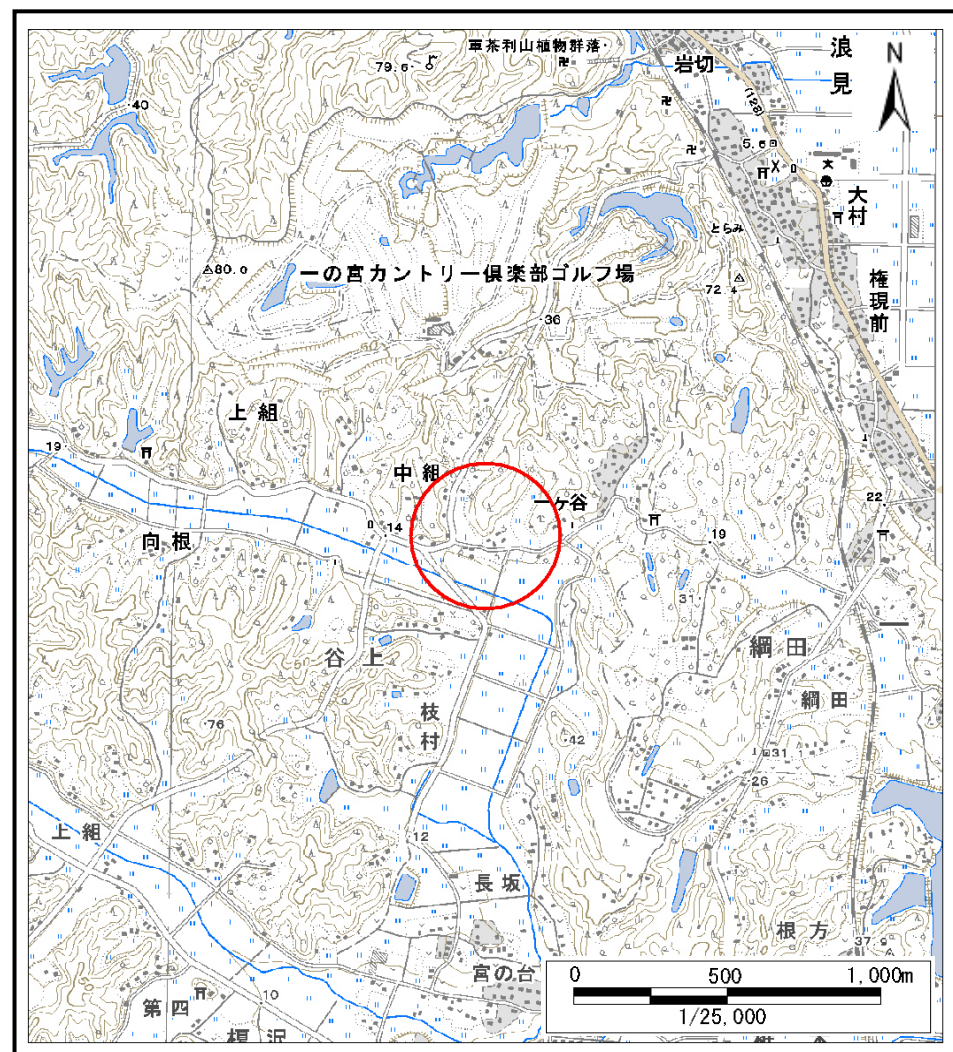 軍茶利山植物群落
岩切
浪見
N
79.6
40
(128)
5.6
大村
とらみ
80.0
一の宮カントリー倶楽部ゴルフ場
72.4
権現前
36
上組
19
中組
一ヶ谷
22
14
19
向根
31
綱田
一
谷上
綱田
枝村
76
42
31
26
上組
12
長坂
根方
37
宮の台
第四
10
0 500 1,000m
1/25,000